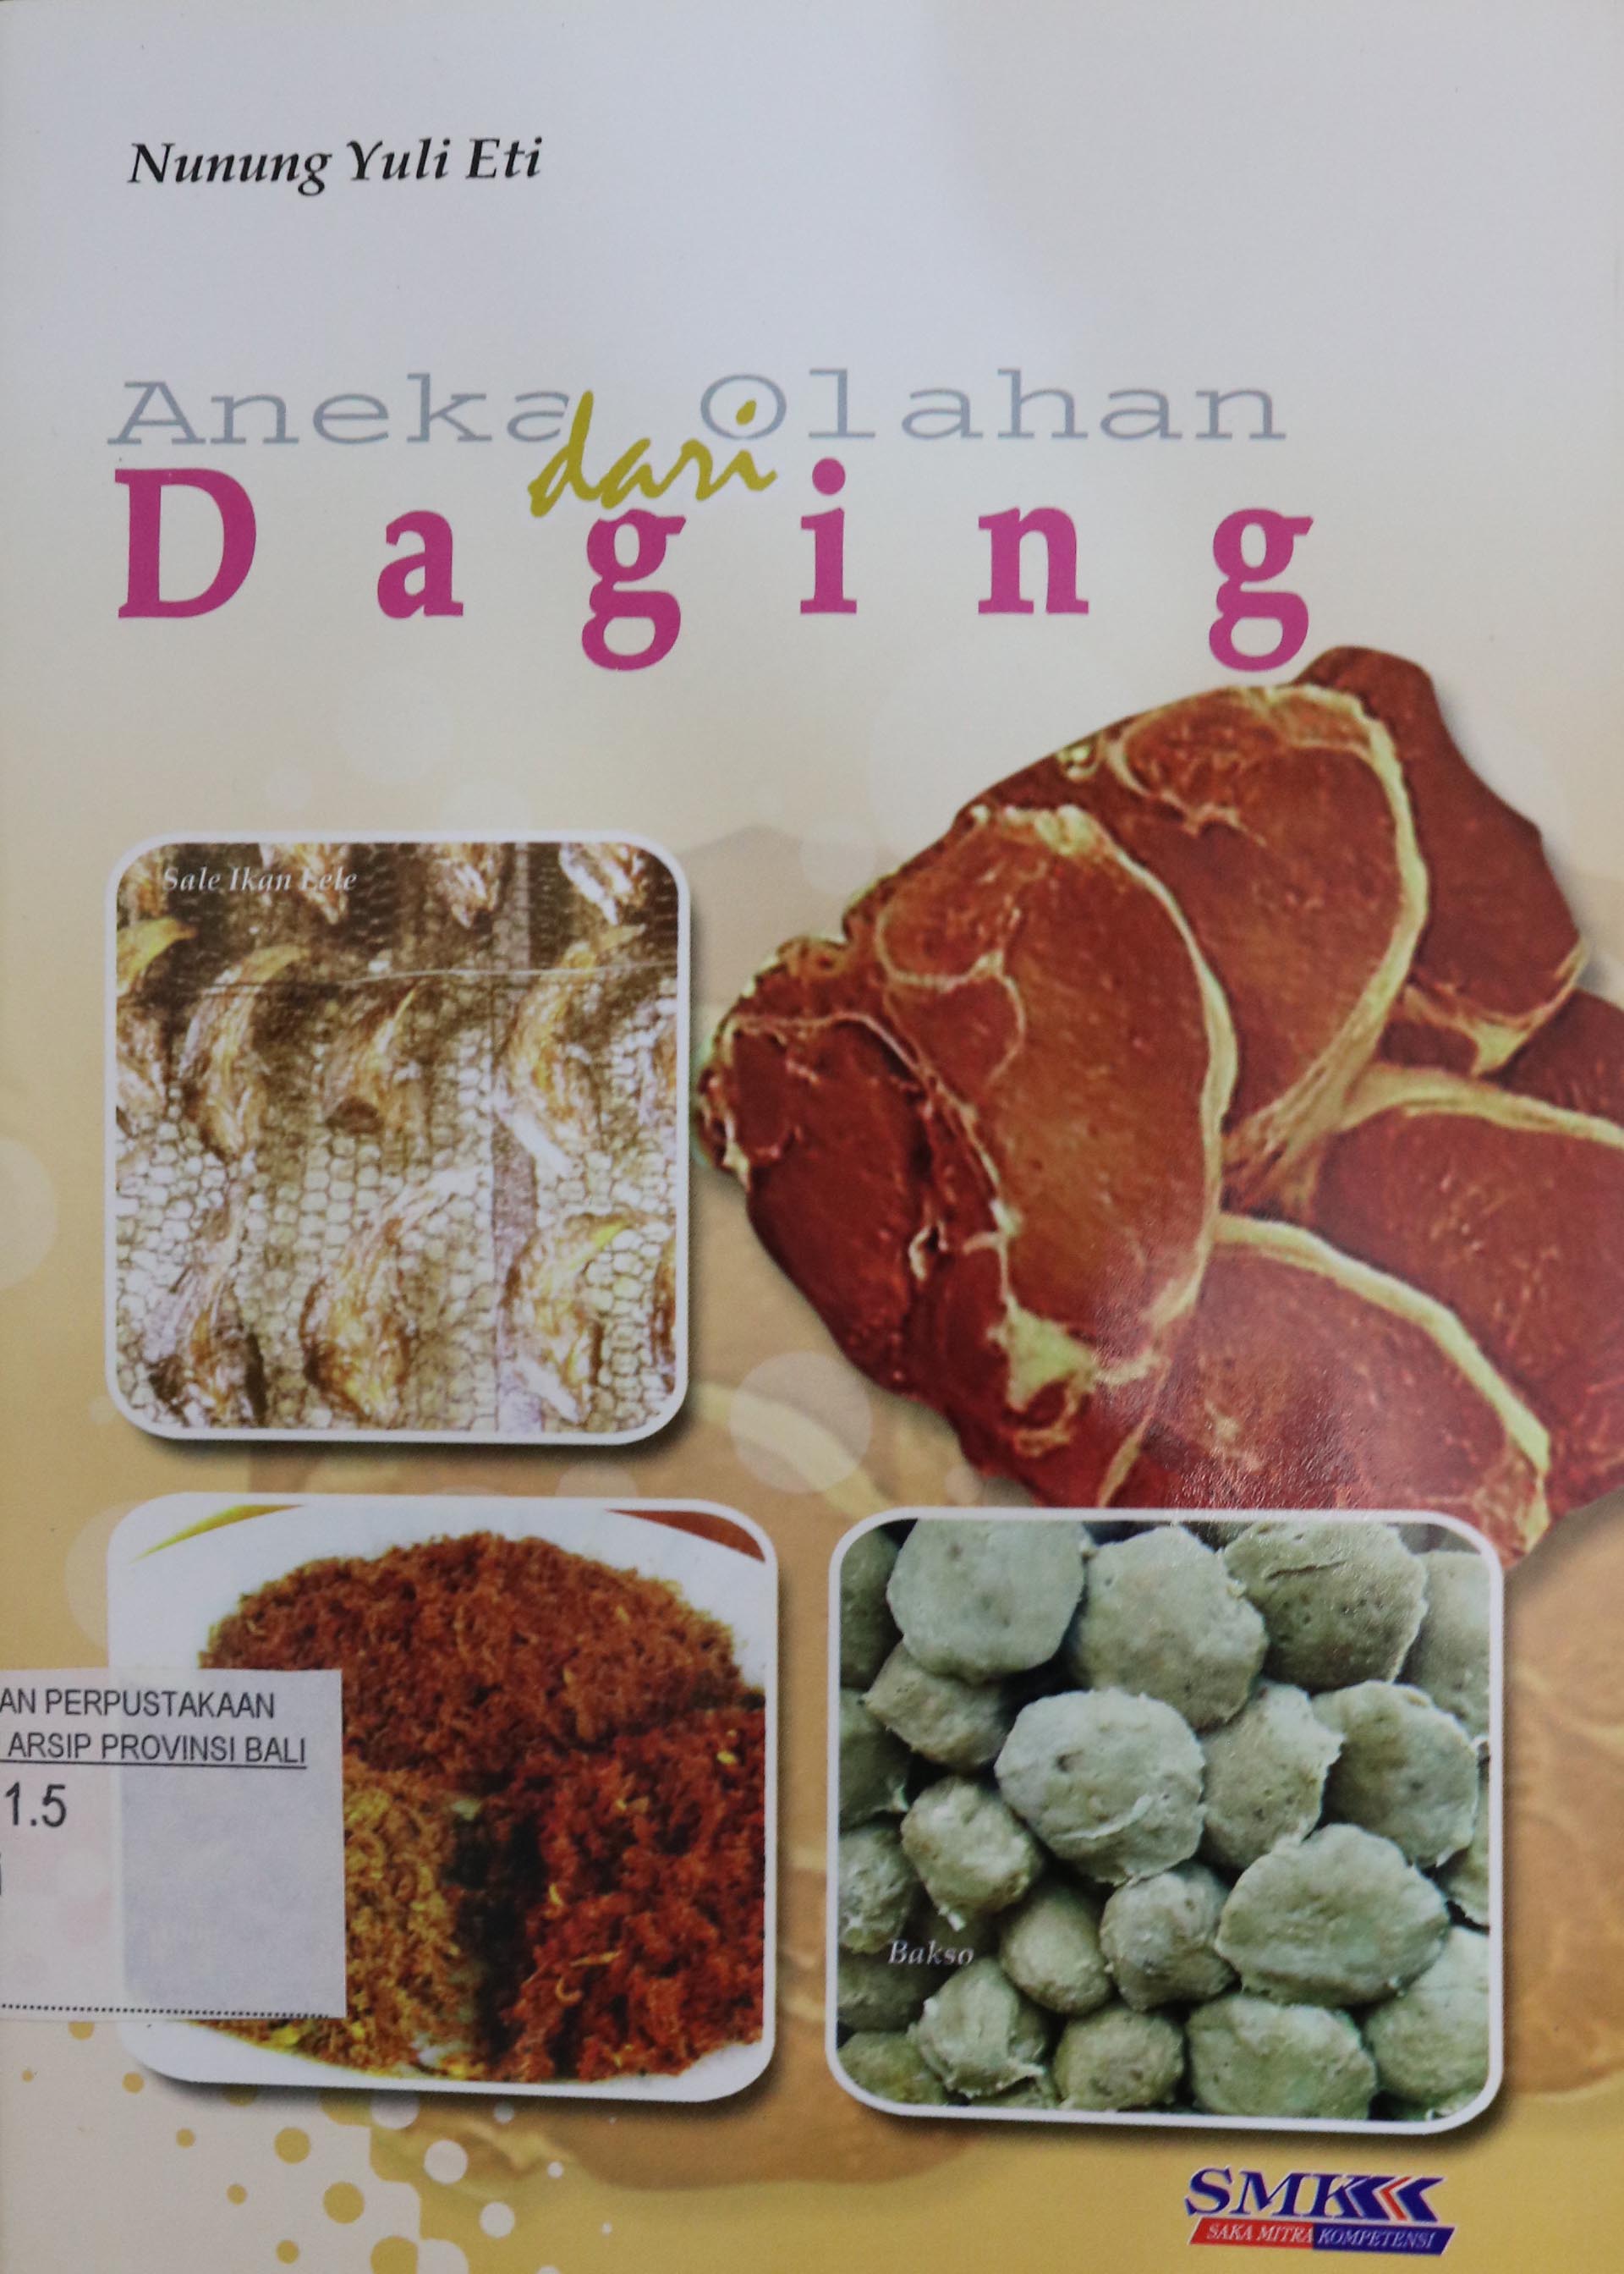 Nunung Yuli Eti
Aneka Olahan
dari
Daging
Sale Ikan Lele
AN PERPUSTAKAAN
ARSIP PROVINSI BALI
1.5
Bakso
SMK
SAKA MITRA KOMPETENSI